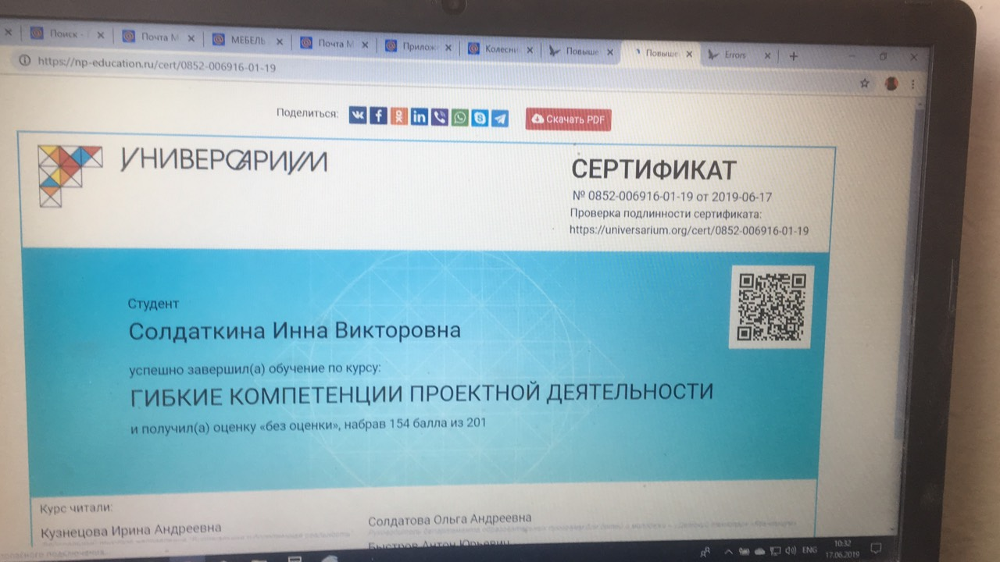 Поиск -
Почта М
МЕБЕЛЬ
Почта М
Прилож
Колесни
Повыше
Повыше
Errors
https://np-education.ru/cert/0852-006916-01-19
Поделиться:
Скачать PDF
УНИВЕРСАРИУМ
СЕРТИФИКАТ
№ 0852-006916-01-19 от 2019-06-17
Проверка подлинности сертификата:
https://universarium.org/cert/0852-006916-01-19
Студент
Солдаткина Инна Викторовна
успешно завершил(а) обучение по курсу:
ГИБКИЕ КОМПЕТЕНЦИИ ПРОЕКТНОЙ ДЕЯТЕЛЬНОСТИ
и получил(а) оценку «без оценки», набрав 154 балла из 201
Курс читали:
Кузнецова Ирина Андреевна
Солдатова Ольга Андреевна
Быстров Антон Юрьевич
ENG
10:32
17.06.2019